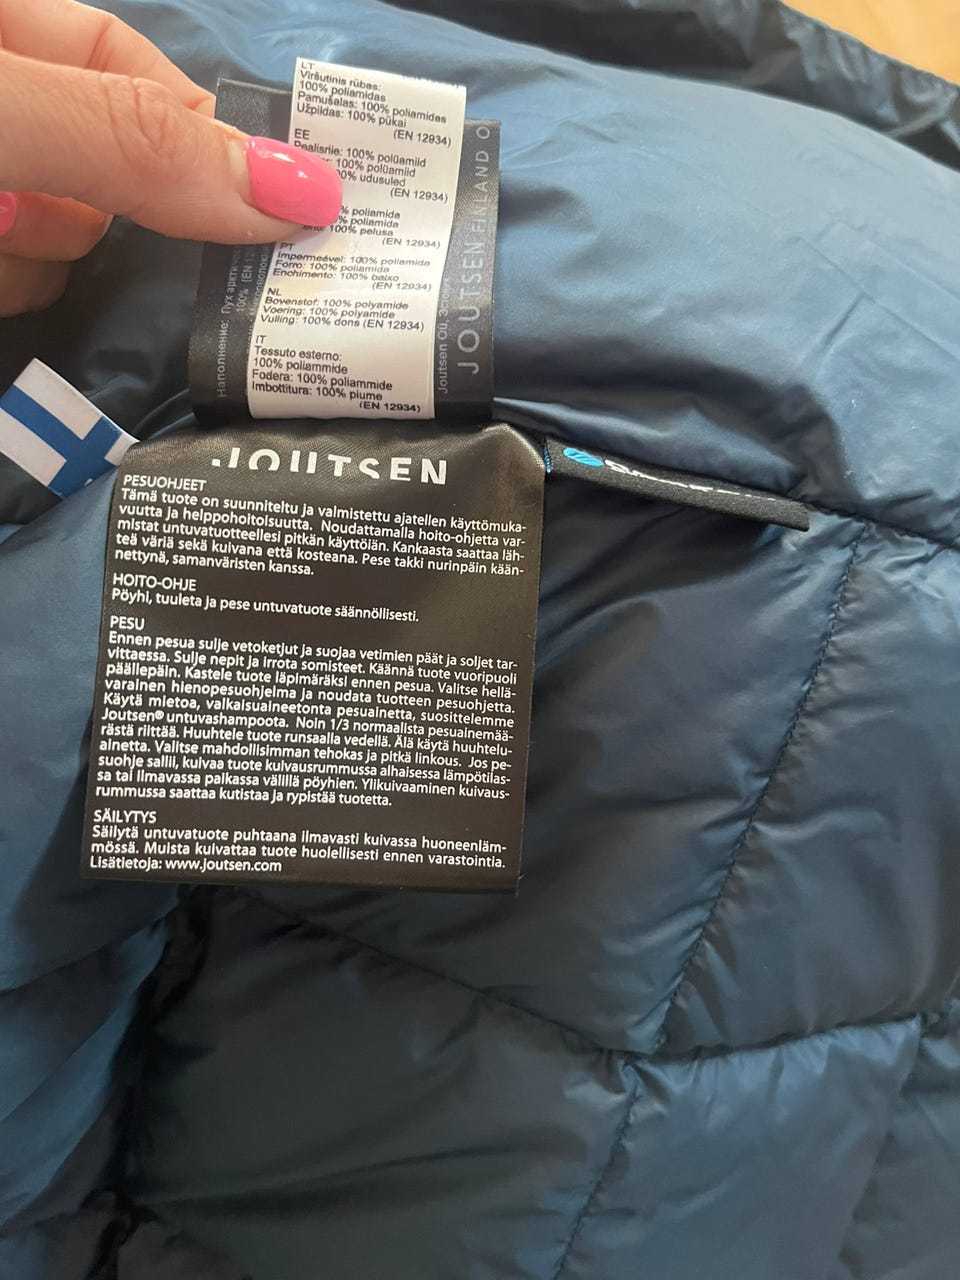 LT
Viršutinis rūbas:
100% poliamidas
Pamušalas: 100% poliamidas
Užpildas: 100% pūkai
(EN 12934)
EE
Pealisriie: 100% polüamiid
100% polüamiid
udusuled
(EN 12934)
% poliamida
% poliamida
100% pelusa
(EN 12934)
PT
Impermeável: 100% poliamida
Forro: 100% poliamida
Enchimento: 100% baixo
(EN 12934)
NL
Bovenstof: 100% polyamide
Voering: 100% polyamide
Vulling: 100% dons (EN 12934)
IT
Tessuto esterno:
100% poliammide
Fodera: 100% poliammide
Imbottitura: 100% piume
(EN 12934)
Наполнение: Пух
100% (EN
JOUTSEN FINLAND O
Joutsen OÜ,
JOUTSEN
PESUOHJEET
Tämä tuote on suunniteltu ja valmistettu ajatellen käyttömuka-
vuutta ja helppohoitoisuutta. Noudattamalla hoito-ohjetta var-
mistat untuvatuotteellesi pitkän käyttöiän. Kankaasta saattaa läh-
teä väriä sekä kuivana että kosteana. Pese takki nurinpäin kään-
nettynä, samanväristen kanssa.
HOITO-OHJE
Pöyhi, tuuleta ja pese untuvatuote säännöllisesti.
PESU
Ennen pesua sulje vetoketjut ja suojaa vetimien päät ja soljet tar-
vittaessa. Sulje nepit ja irrota somisteet. Käännä tuote vuoripuoli
päällepäin. Kastele tuote läpimäräksi ennen pesua. Valitse hellä-
varainen hienopesuohjelma ja noudata tuotteen pesuohjetta.
Käytä mietoa, valkaisuaineetonta pesuainetta, suosittelemme
Joutsen® untuvashampoota. Noin 1/3 normaalista pesuainemää-
rästä riittää. Huuhtele tuote runsaalla vedellä. Älä käytä huuhtelu-
ainetta. Valitse mahdollisimman tehokas ja pitkä linkous. Jos pe-
suohje sallii, kuivaa tuote kuivausrummussa alhaisessa lämpötilas-
sa tai ilmavassa paikassa välillä pöyhien. Ylikuivaaminen kuivaus-
rummussa saattaa kutistaa ja rypistää tuotetta.
SÄILYTYS
Säilytä untuvatuote puhtaana ilmavasti kuivassa huoneenläm-
mössä. Muista kuivattaa tuote huolellisesti ennen varastointia.
Lisätietoja: www.joutsen.com